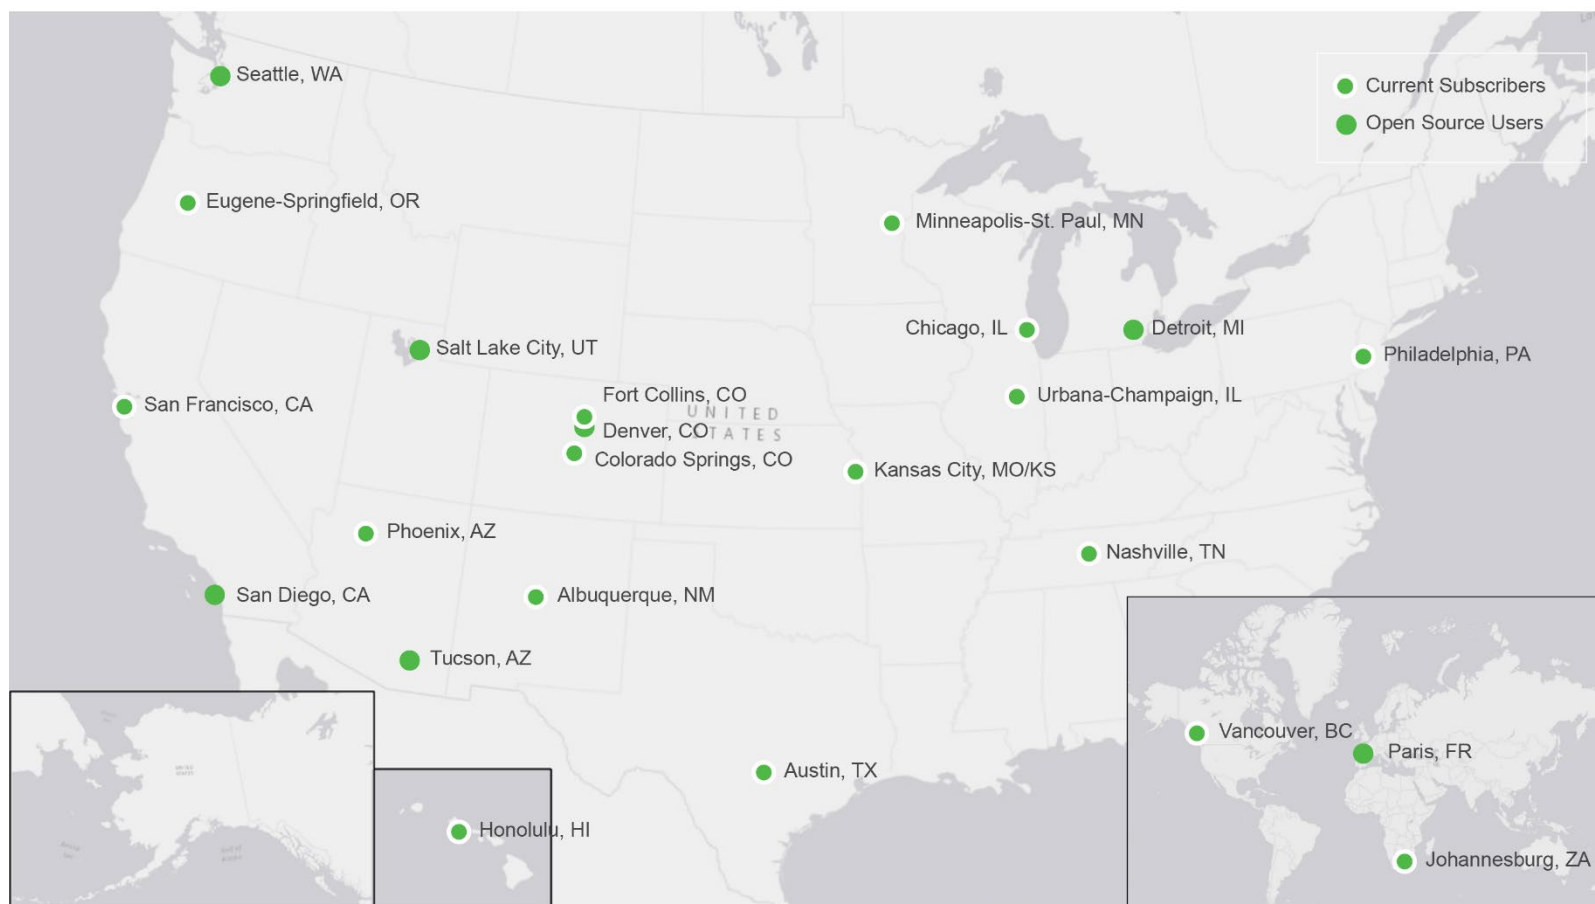 Seattle, WA
Current Subscribers
Open Source Users
Eugene-Springfield, OR
Minneapolis-St. Paul, MN
Chicago, IL
Detroit, MI
Salt Lake City, UT
Philadelphia, PA
Fort Collins, CO
Urbana-Champaign, IL
San Francisco, CA
UNITED
STATES
Denver, CO
Colorado Springs, CO
Kansas City, MO/KS
Phoenix, AZ
Nashville, TN
San Diego, CA
Albuquerque, NM
Tucson, AZ
Vancouver, BC
Paris, FR
Austin, TX
UNITED
STATES
Honolulu, HI
Johannesburg, ZA